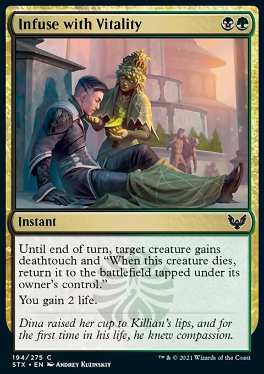 Infuse with Vitality
Instant
Until end of turn, target creature gains
deathtouch and “When this creature dies,
return it to the battlefield tapped under its
owner’s control.”
You gain 2 life.
Dina raised her cup to Killian’s lips, and for
the first time in his life, he knew compassion.
194/275 C
STX • EN ANDREY KUZINSKIY
™ & © 2021 Wizards of the Coast